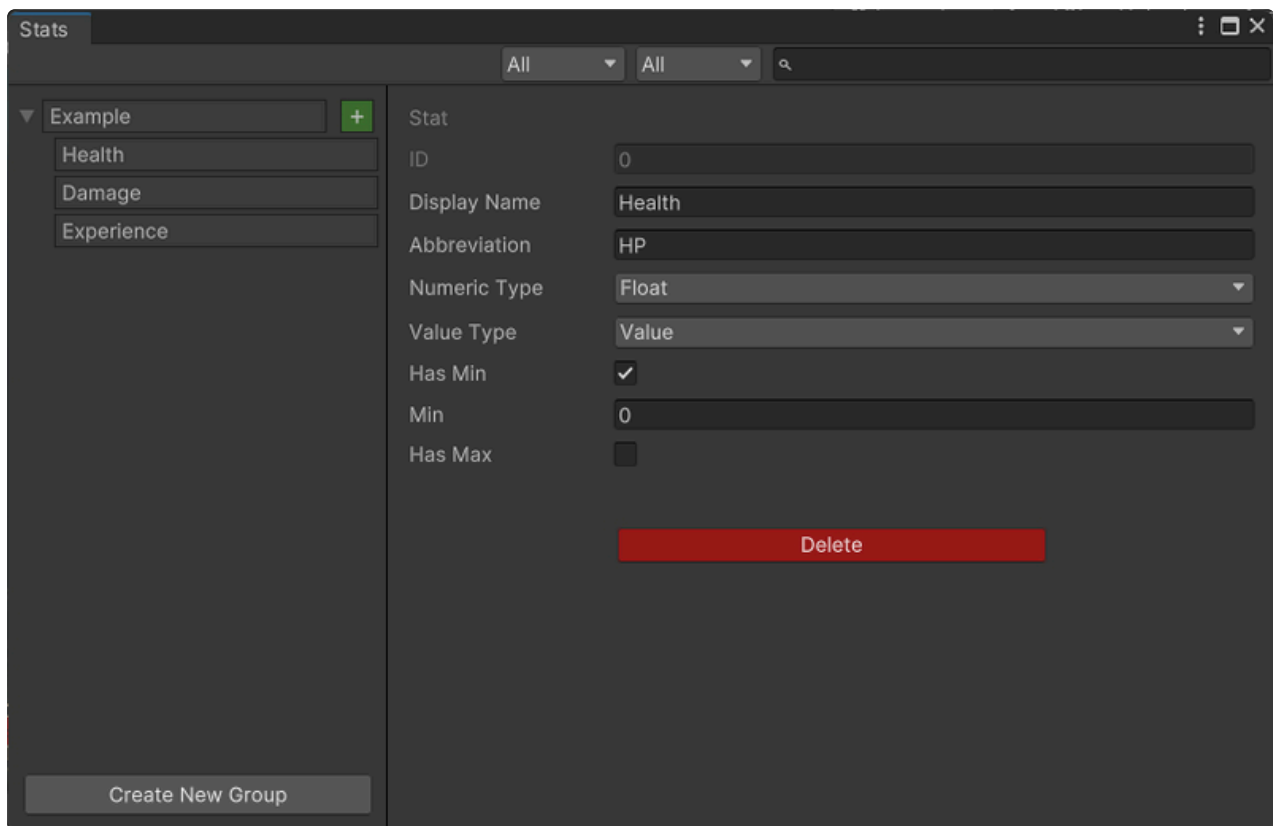 Stats
All All
Example +
Health
Damage
Experience
Create New Group
Stat
ID 0
Display Name Health
Abbreviation HP
Numeric Type Float
Value Type Value
Has Min
Min 0
Has Max
Delete